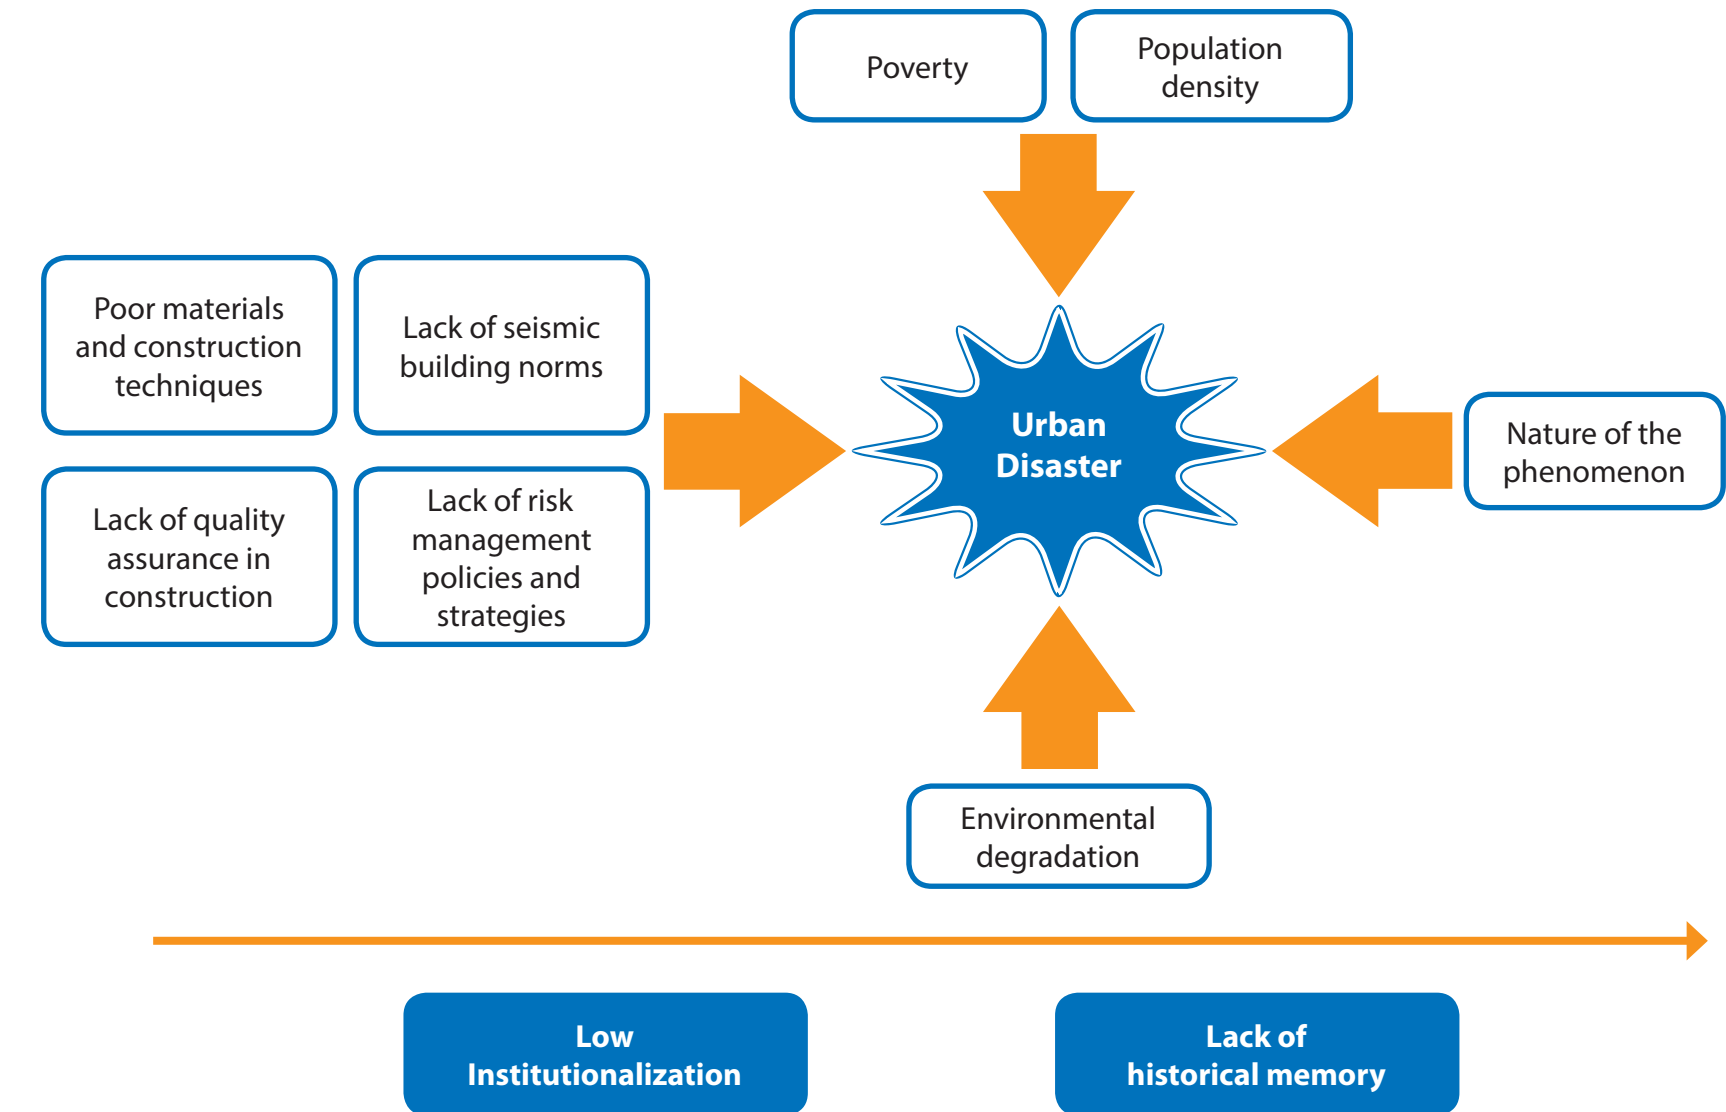 Poverty
Population
density
Poor materials
and construction
techniques
Lack of seismic
building norms
Lack of quality
assurance in
construction
Lack of risk
management
policies and
strategies
Urban
Disaster
Nature of the
phenomenon
Environmental
degradation
Low
Institutionalization
Lack of
historical memory